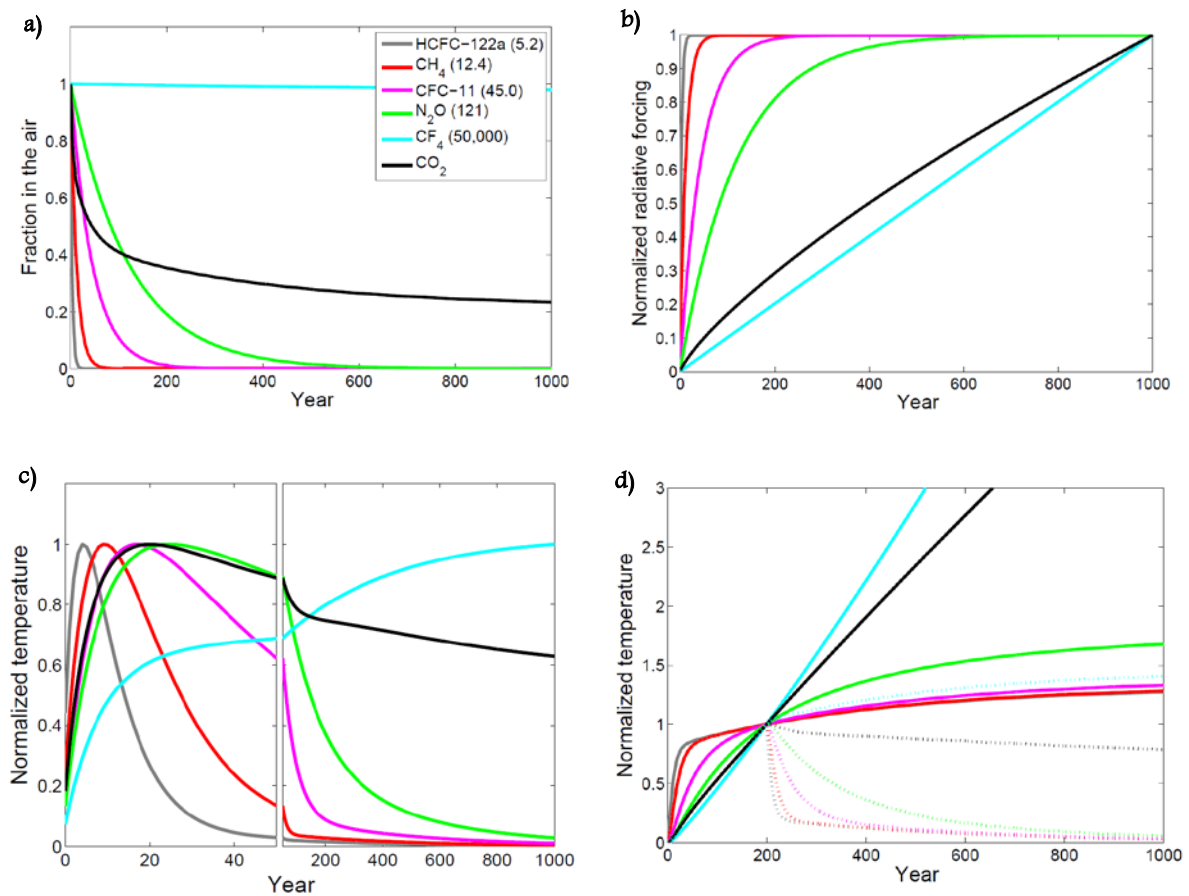 a)
Fraction in the air
1
0.8
0.6
0.4
0.2
0
0 200 400 600 800 1000
Year
HCFC−122a (5.2)
CH4 (12.4)
CFC−11 (45.0)
N2O (121)
CF4 (50,000)
CO2
b)
Normalized radiative forcing
1
0.9
0.8
0.7
0.6
0.5
0.4
0.3
0.2
0.1
0
0 200 400 600 800 1000
Year
c)
Normalized temperature
1
0.8
0.6
0.4
0.2
0
0 20 40 200 400 600 800 1000
Year
d)
Normalized temperature
3
2.5
2
1.5
1
0.5
0
0 200 400 600 800 1000
Year